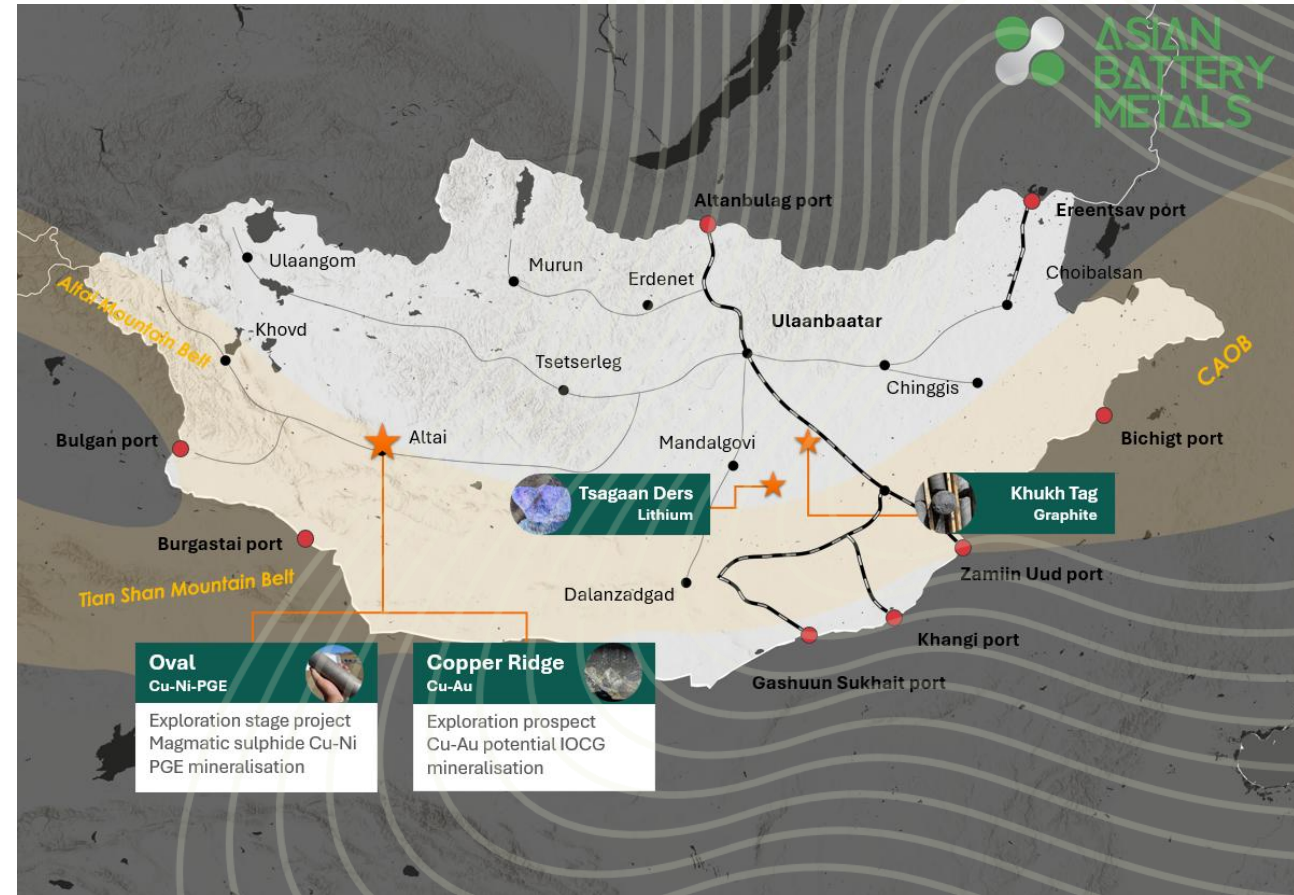 ASIAN
BATTERY
METALS
Altanbulag port
Ereentsav port
Ulaangom
Murun
Erdenet
Choibalsan
Altai Mountain Belt
Khovd
Ulaanbaatar
Tsetserleg
Chinggis
CAOB
Bulgan port
Altai
Mandalgovi
Bichigt port
Tsagaan Ders
Lithium
Khukh Tag
Graphite
Burgastai port
Zamiin Uud port
Tian Shan Mountain Belt
Dalanzadgad
Khangi port
Gashuun Sukhait port
Oval
Cu-Ni-PGE
Exploration stage project
Magmatic sulphide Cu-Ni
PGE mineralisation
Copper Ridge
Cu-Au
Exploration prospect
Cu-Au potential IOCG
mineralisation